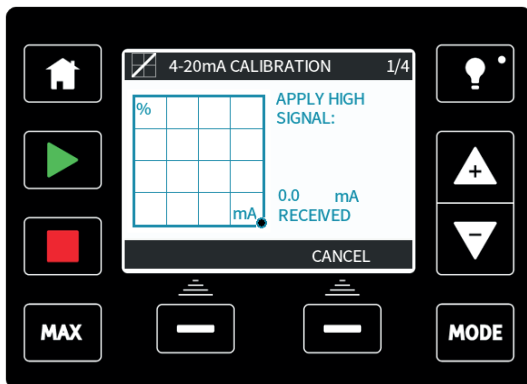 4-20mA CALIBRATION 1/4
%
APPLY HIGH
SIGNAL:
0.0 mA
mA RECEIVED
CANCEL
MAX
MODE